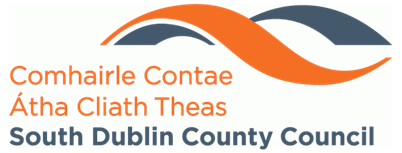 Comhairle Contae
Átha Cliath Theas
South Dublin County Council